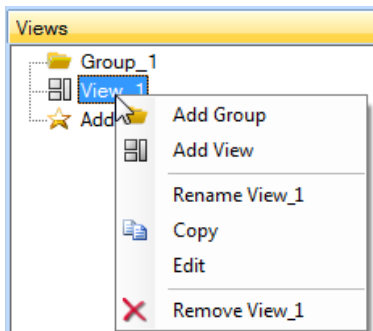 Views
Group_1
View_1
Add
Add Group
Add View
Rename View_1
Copy
Edit
Remove View_1